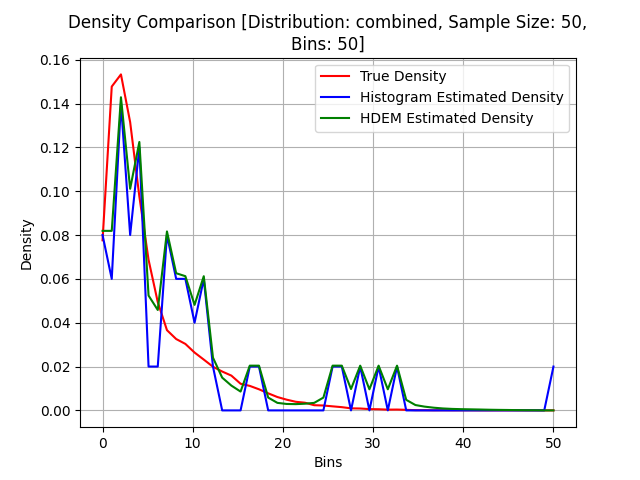 Density Comparison [Distribution: combined, Sample Size: 50,
Bins: 50]
True Density
Histogram Estimated Density
HDEM Estimated Density
Density
0.16
0.14
0.12
0.10
0.08
0.06
0.04
0.02
0.00
0 10 20 30 40 50
Bins